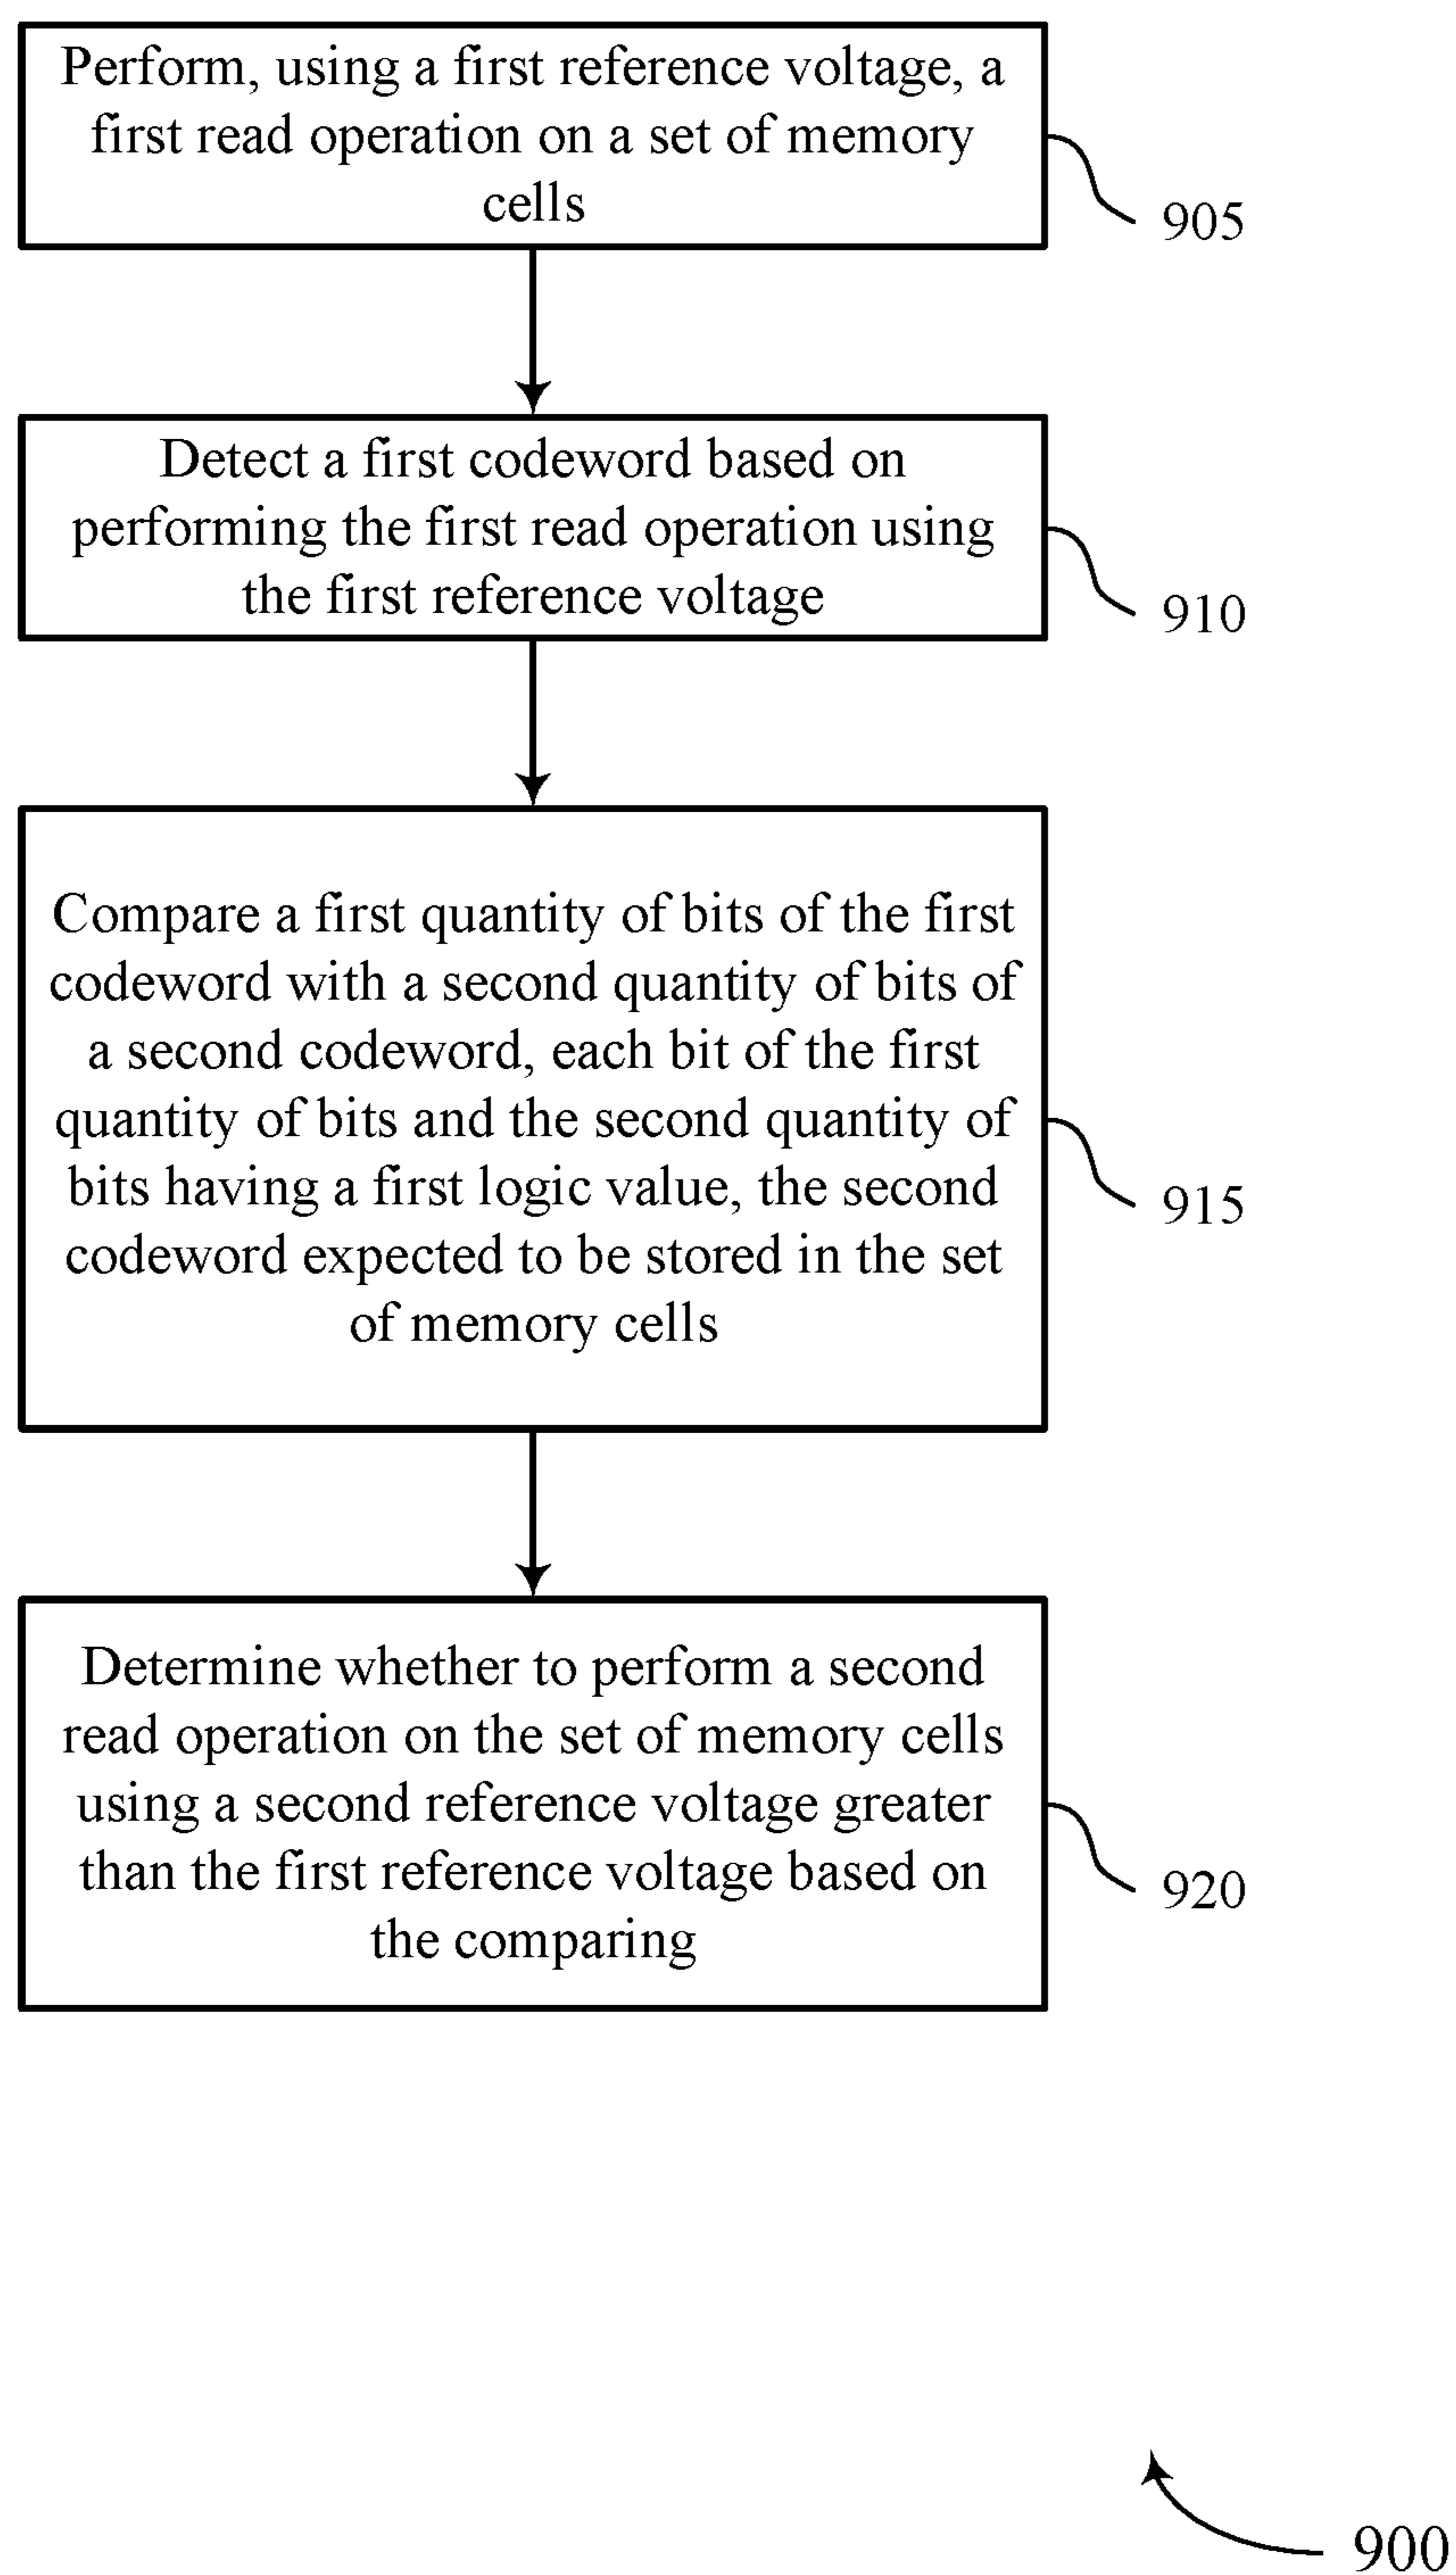 Perform, using a first reference voltage, a
first read operation on a set of memory
cells
905
Detect a first codeword based on
performing the first read operation using
the first reference voltage
910
Compare a first quantity of bits of the first
codeword with a second quantity of bits of
a second codeword, each bit of the first
quantity of bits and the second quantity of
bits having a first logic value, the second
codeword expected to be stored in the set
of memory cells
915
Determine whether to perform a second
read operation on the set of memory cells
using a second reference voltage greater
than the first reference voltage based on
the comparing
920
900